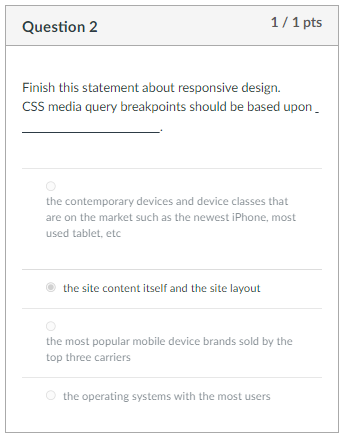 Question 2
1 / 1 pts
Finish this statement about responsive design.
CSS media query breakpoints should be based upon _
____________________.
the contemporary devices and device classes that
are on the market such as the newest iPhone, most
used tablet, etc
the site content itself and the site layout
the most popular mobile device brands sold by the
top three carriers
the operating systems with the most users